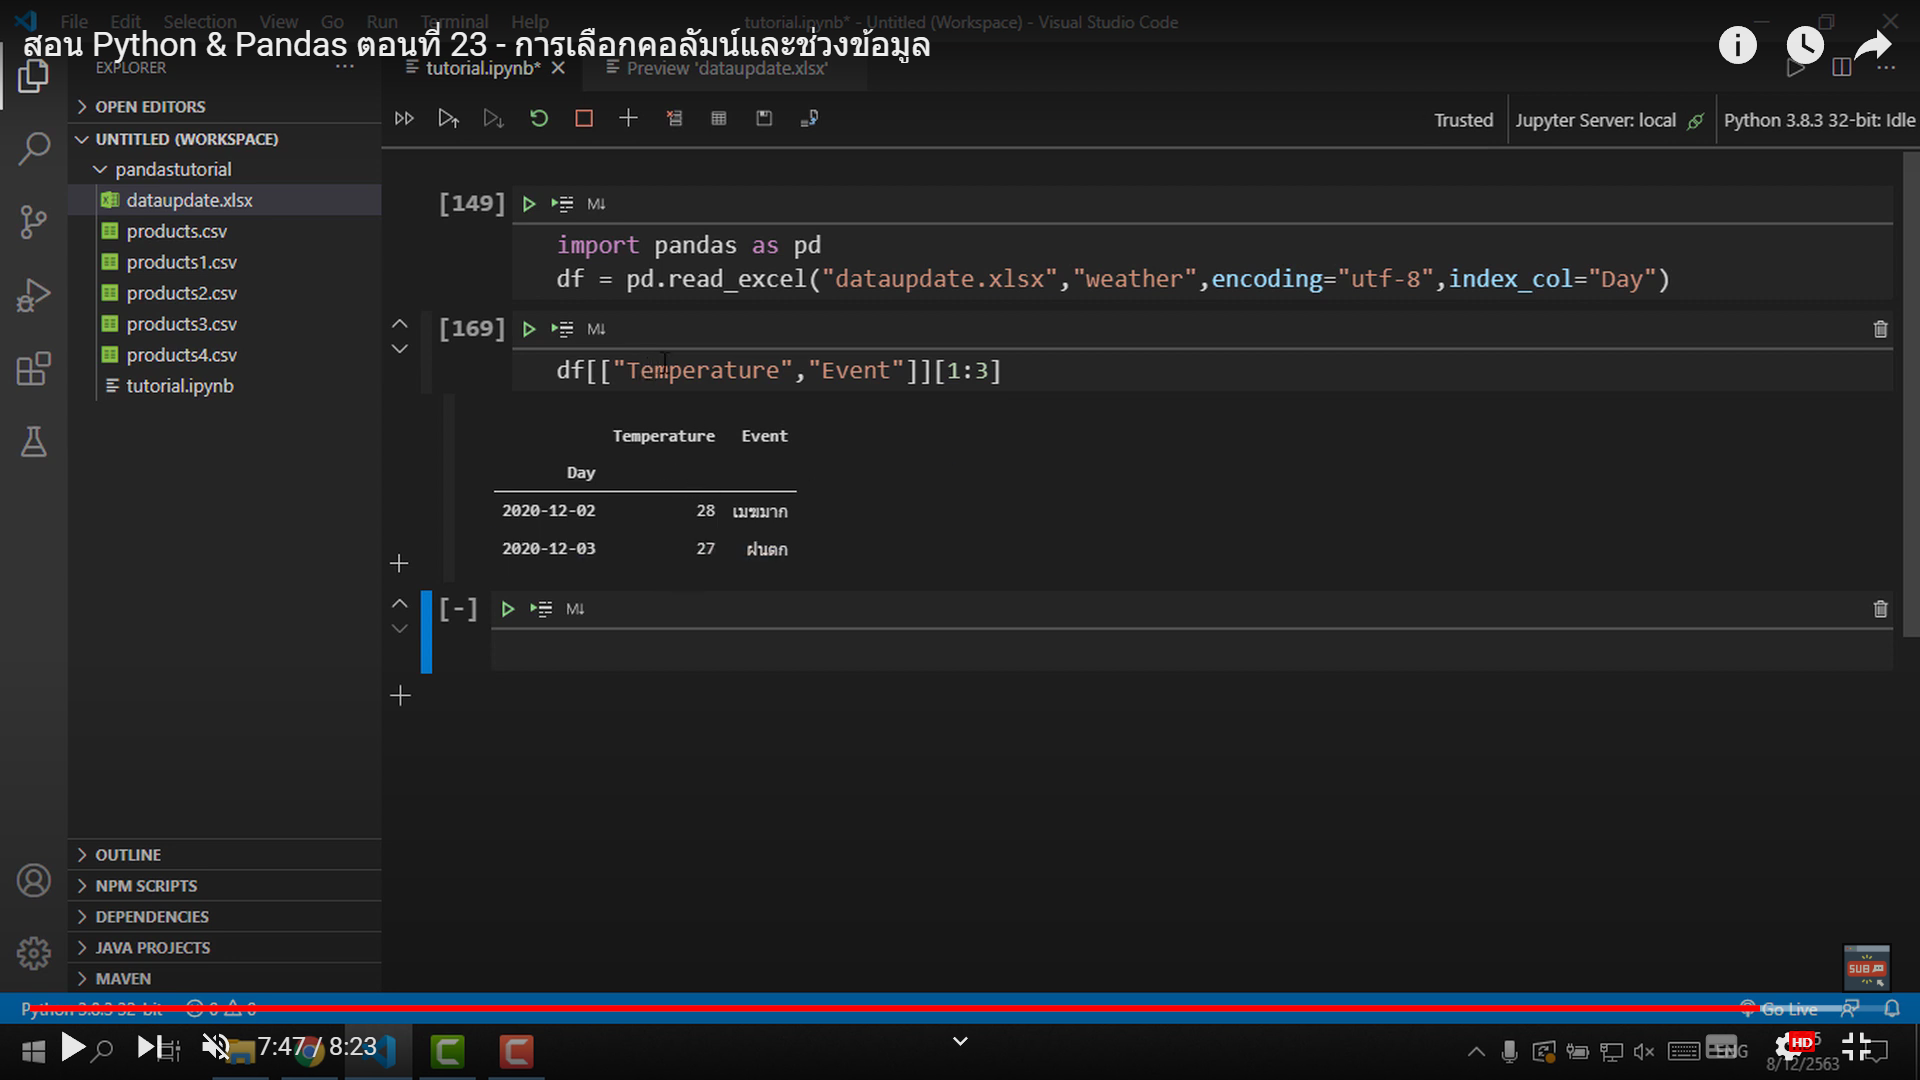 File Edit Selection View Go Run Terminal Help
tutorial.ipynb* - Untitled (Workspace) - Visual Studio Code
สอน Python & Pandas ตอนที่ 23 - การเลือกคอลัมน์และช่วงข้อมูล
EXPLORER
tutorial.ipynb*
Preview 'dataupdate.xlsx'
OPEN EDITORS
Trusted
Jupyter Server: local
Python 3.8.3 32-bit: Idle
UNTITLED (WORKSPACE)
pandastutorial
dataupdate.xlsx
products.csv
products1.csv
products2.csv
products3.csv
products4.csv
tutorial.ipynb
[149]
M↓
import pandas as pd
df = pd.read_excel("dataupdate.xlsx","weather",encoding="utf-8",index_col="Day")
[169]
M↓
df[["Temperature","Event"]][1:3]
Temperature Event
Day
2020-12-02 28 เมฆมาก
2020-12-03 27 ฝนตก
[-]
M↓
OUTLINE
NPM SCRIPTS
DEPENDENCIES
JAVA PROJECTS
MAVEN
SUB
Python 3.8.3 32-bit
0 0
Go Live
7:47 / 8:23
HD
ENG
8/12/2563